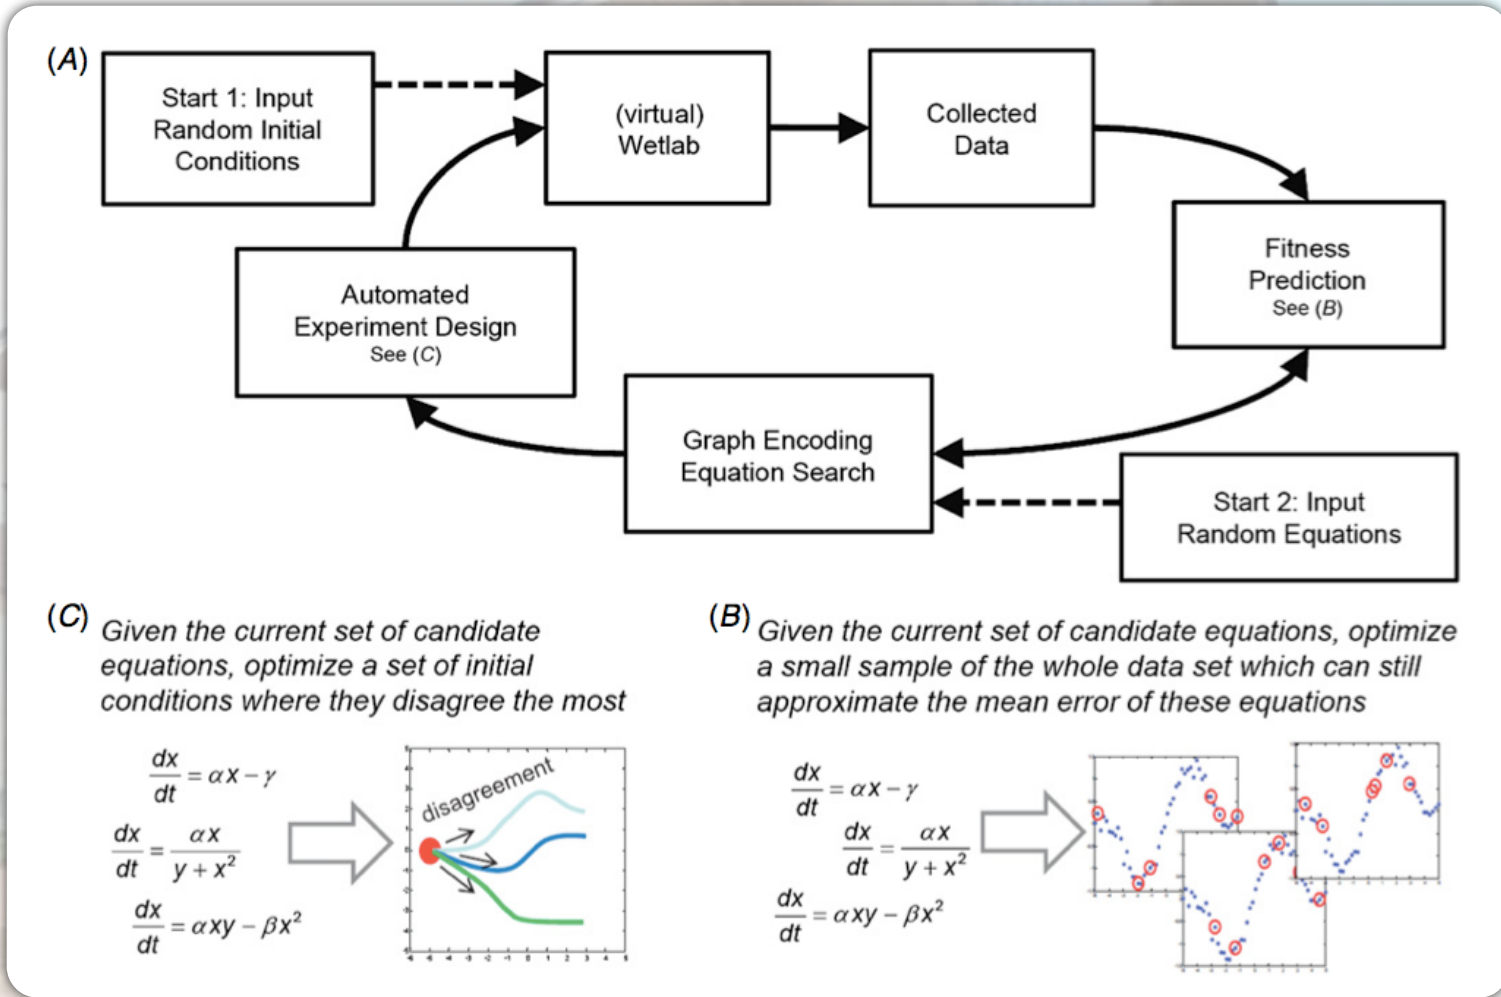 (A)
Start 1: Input
Random Initial
Conditions
(virtual)
Wetlab
Collected
Data
Fitness
Prediction
See (B)
Automated
Experiment Design
See (C)
Graph Encoding
Equation Search
Start 2: Input
Random Equations
(C)
Given the current set of candidate
equations, optimize a set of initial
conditions where they disagree the most
dx/dt = αx − γ
dx/dt = αx/(y + x²)
dx/dt = αxy − βx²
disagreement
(B)
Given the current set of candidate equations, optimize
a small sample of the whole data set which can still
approximate the mean error of these equations
dx/dt = αx − γ
dx/dt = αx/(y + x²)
dx/dt = αxy − βx²